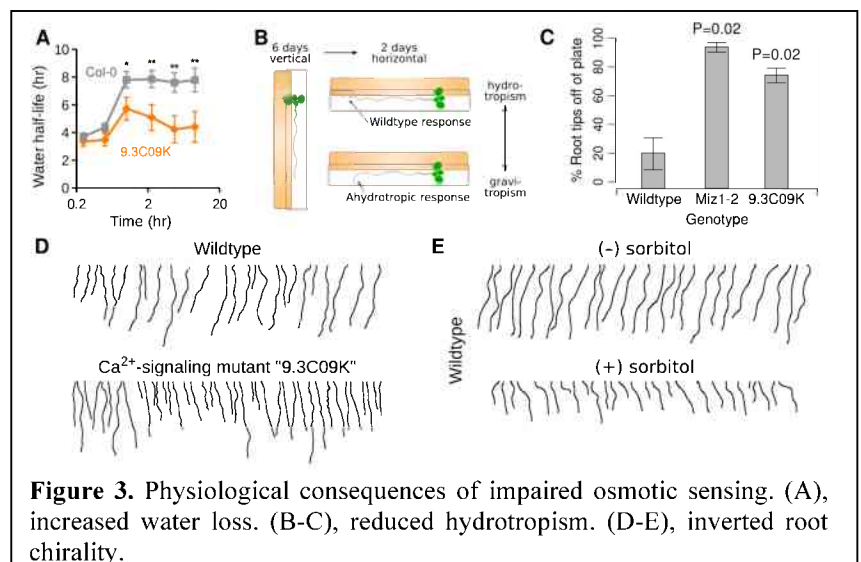 A
Water half-life (hr)
10
8
6
4
2
0
Col-0
* ** ** **
9.3C09K
0.2 2 20
Time (hr)
B
6 days
vertical
2 days
horizontal
Wildtype response
Ahydrotropic response
hydro-
tropism
gravi-
tropism
C
% Root tips off of plate
100
80
60
40
20
0
P=0.02
P=0.02
Wildtype Miz1-2 9.3C09K
Genotype
D
Wildtype
Ca²⁺-signaling mutant "9.3C09K"
E
Wildtype
(-) sorbitol
(+) sorbitol
Figure 3. Physiological consequences of impaired osmotic sensing. (A),
increased water loss. (B-C), reduced hydrotropism. (D-E), inverted root
chirality.